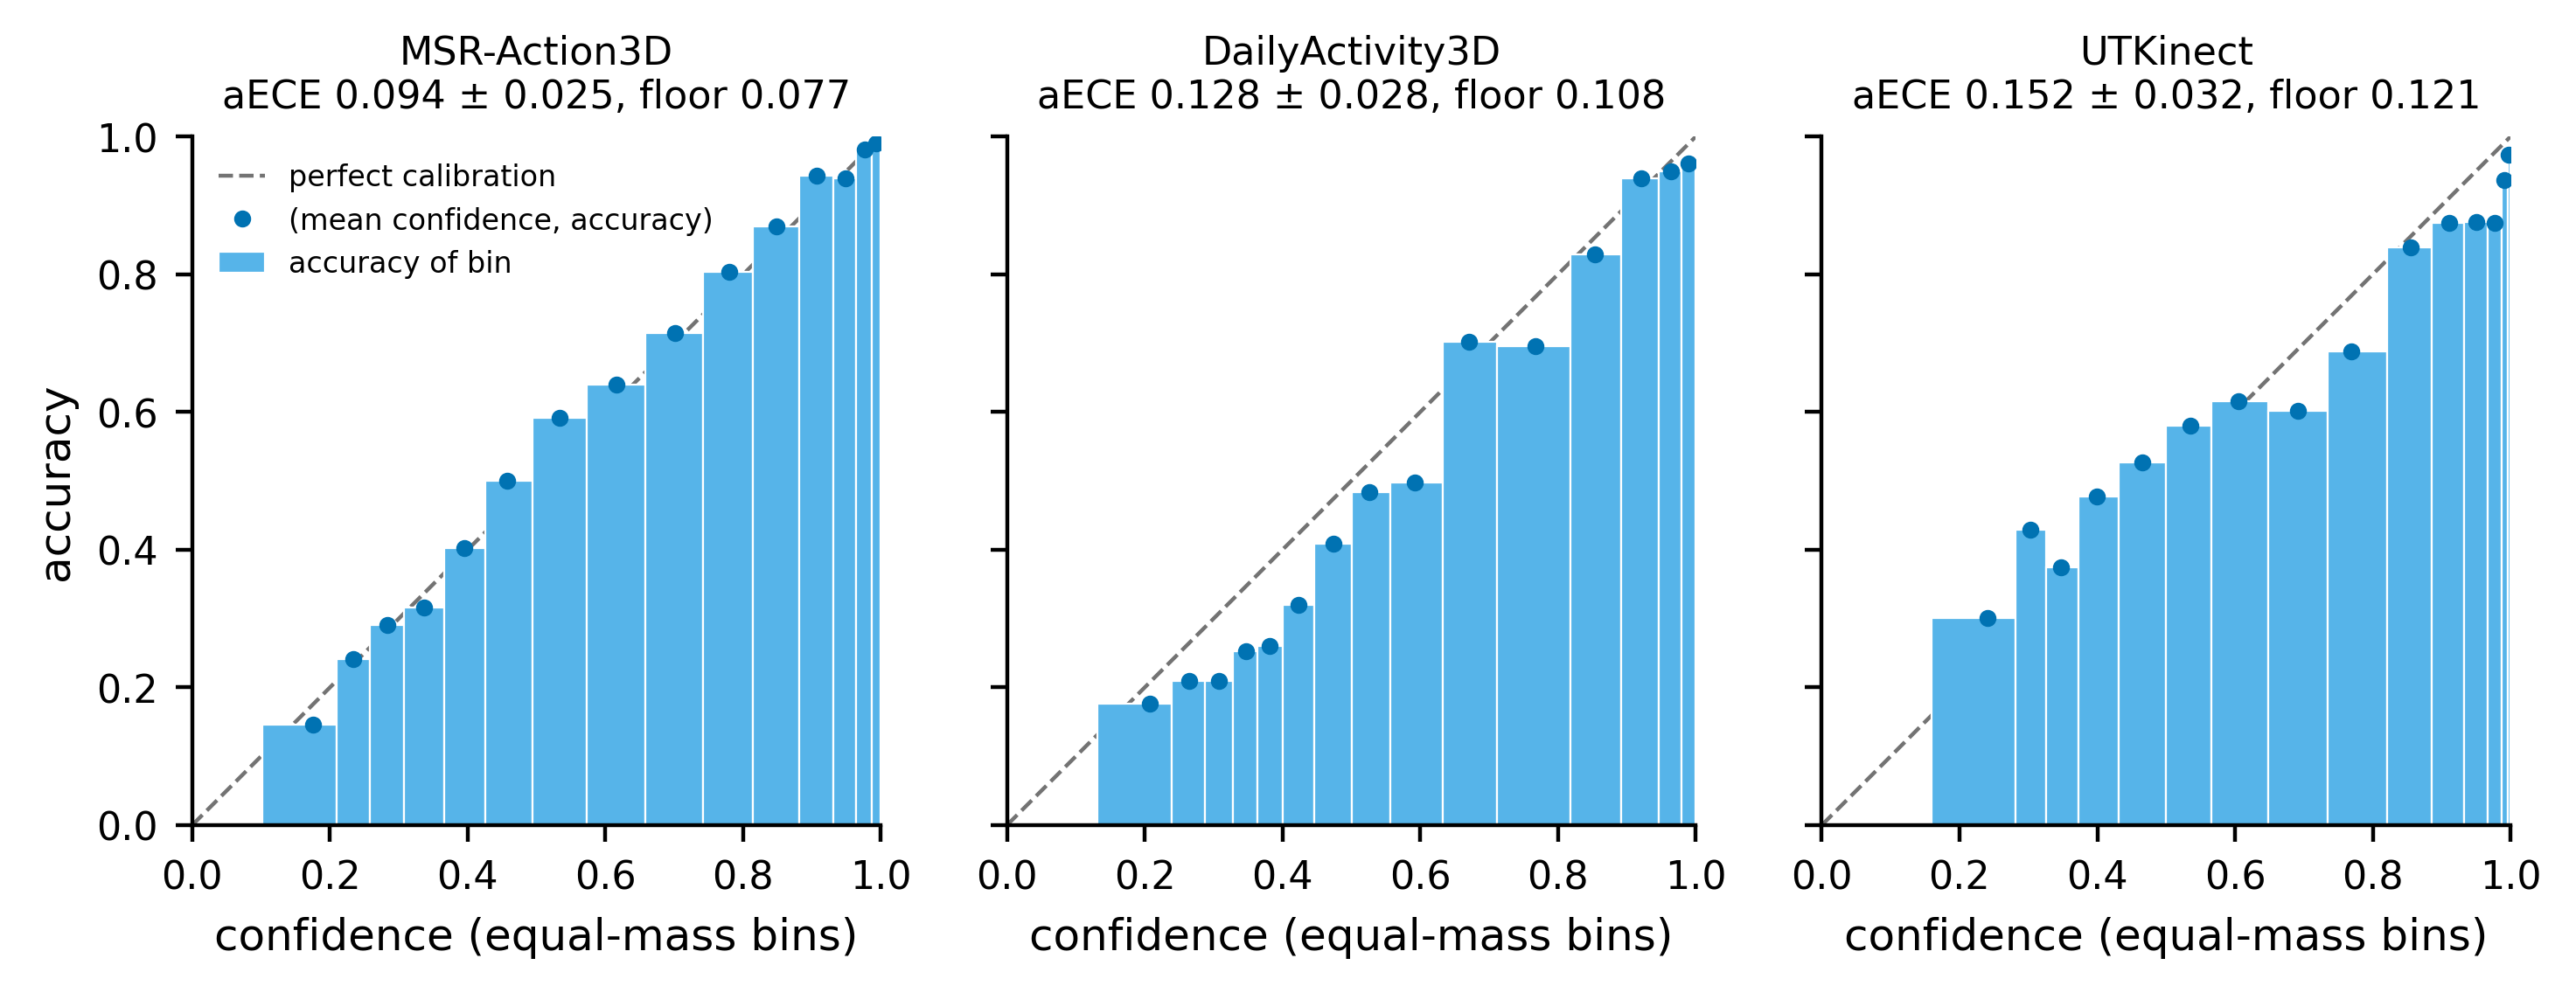 MSR-Action3D
aECE 0.094 ± 0.025, floor 0.077
DailyActivity3D
aECE 0.128 ± 0.028, floor 0.108
UTKinect
aECE 0.152 ± 0.032, floor 0.121
perfect calibration
(mean confidence, accuracy)
accuracy of bin
accuracy
1.0
0.8
0.6
0.4
0.2
0.0
0.0 0.2 0.4 0.6 0.8 1.0
confidence (equal-mass bins)
0.0 0.2 0.4 0.6 0.8 1.0
confidence (equal-mass bins)
0.0 0.2 0.4 0.6 0.8 1.0
confidence (equal-mass bins)